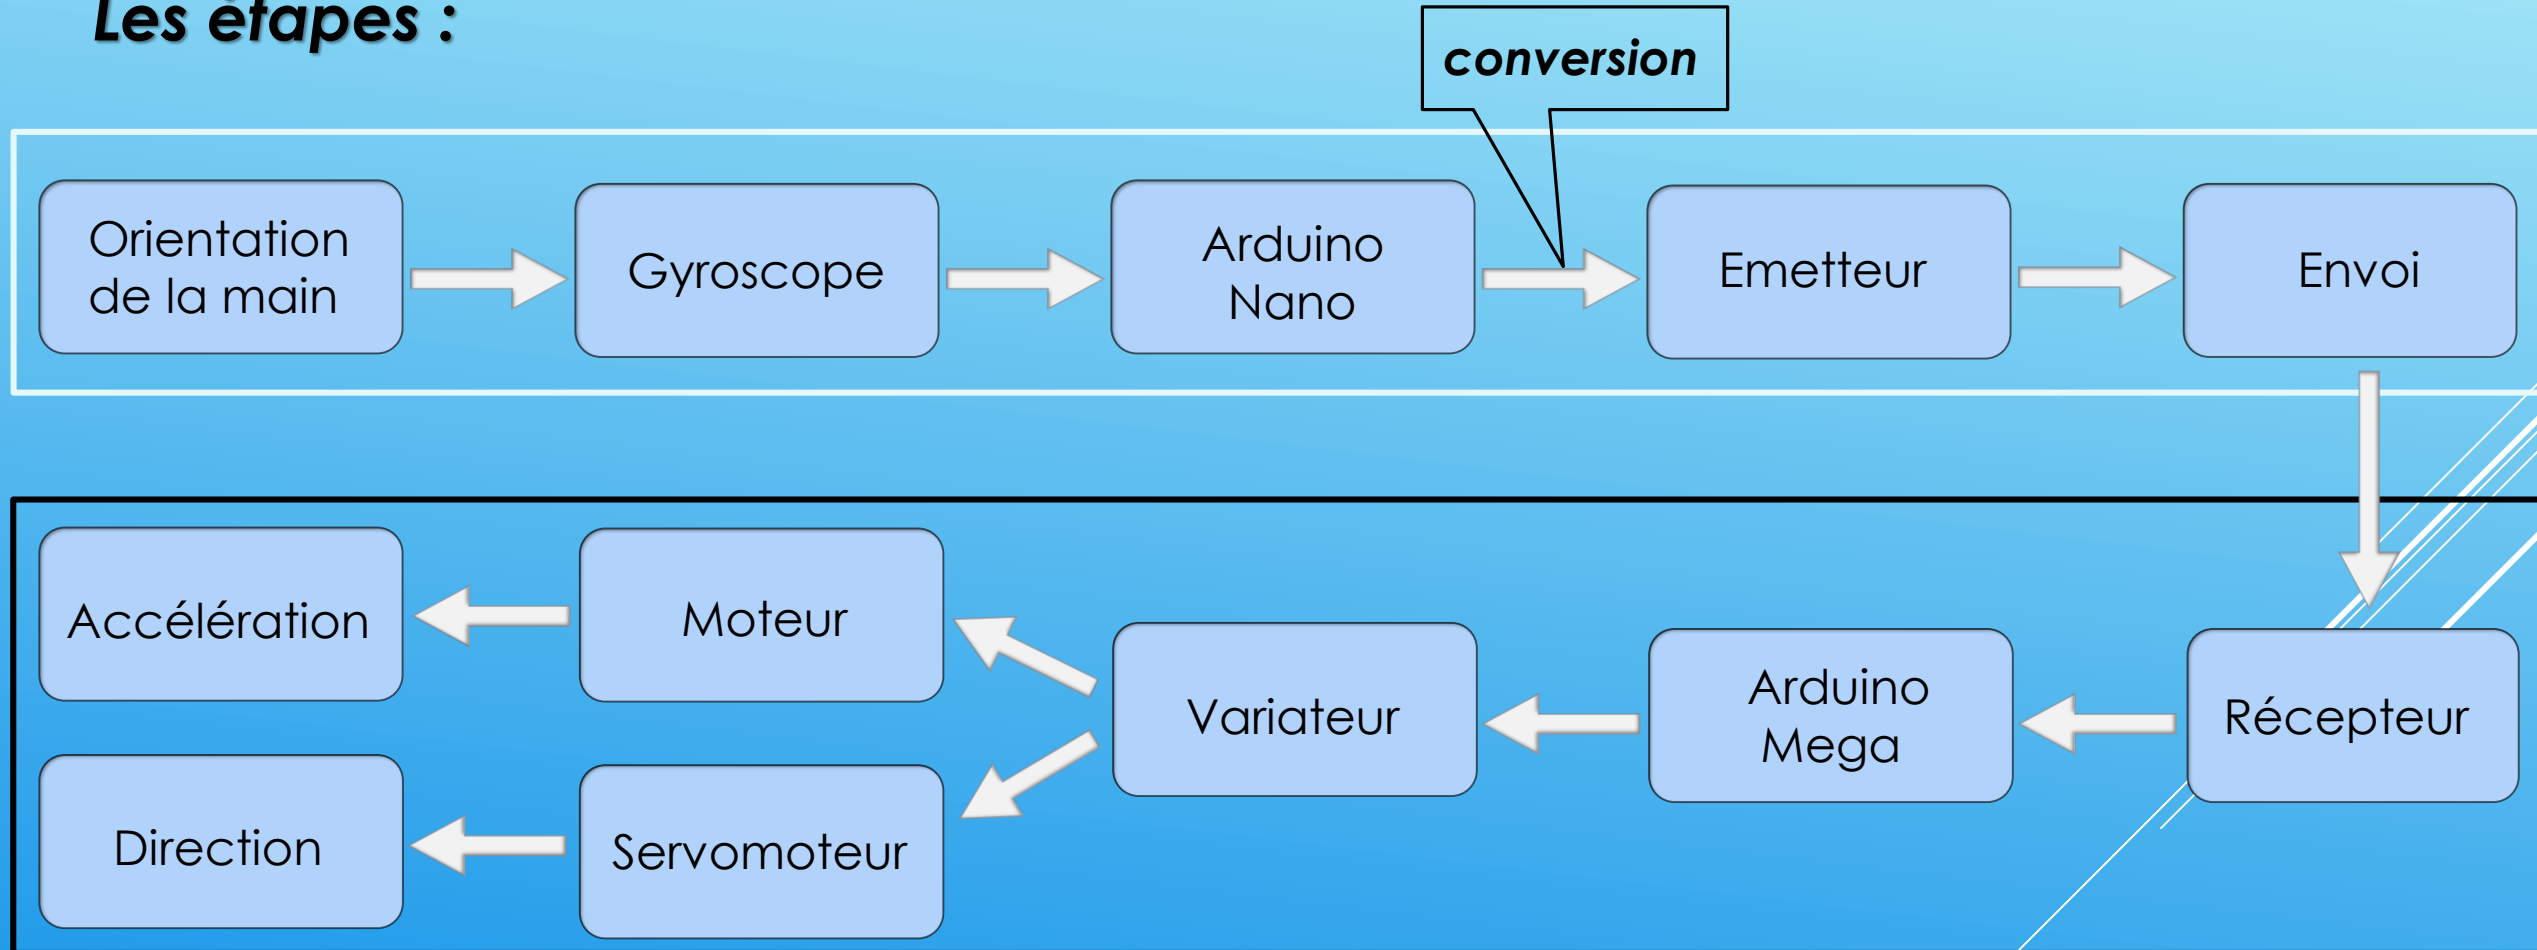 Les étapes :
conversion
Orientation
de la main
Gyroscope
Arduino
Nano
Emetteur
Envoi
Accélération
Moteur
Variateur
Arduino
Mega
Récepteur
Direction
Servomoteur